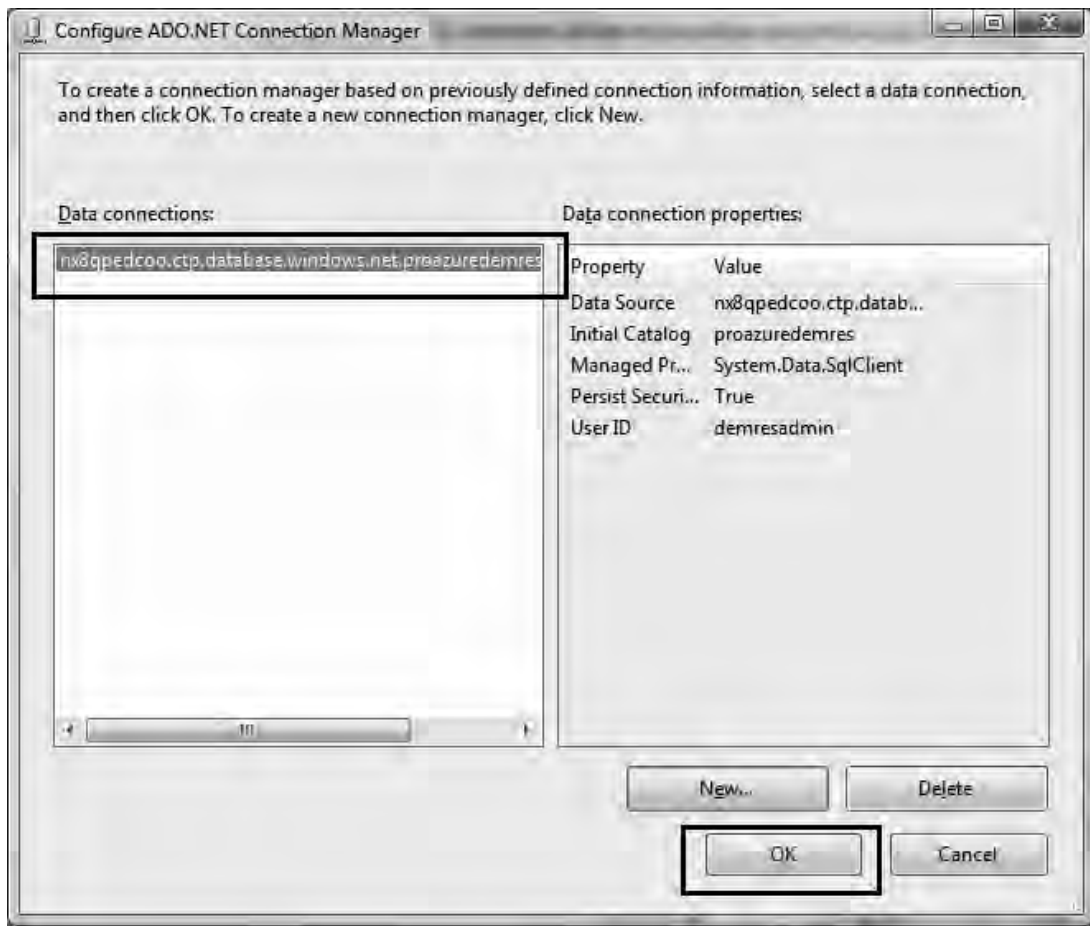 Configure ADO.NET Connection Manager
To create a connection manager based on previously defined connection information, select a data connection,
and then click OK. To create a new connection manager, click New.
Data connections:
Data connection properties:
nx8qpedcoo.ctp.database.windows.net.proazuredemres
Property Value
Data Source nx8qpedcoo.ctp.datab...
Initial Catalog proazuredemres
Managed Pr... System.Data.SqlClient
Persist Securi... True
User ID demresadmin
New...
Delete
OK
Cancel